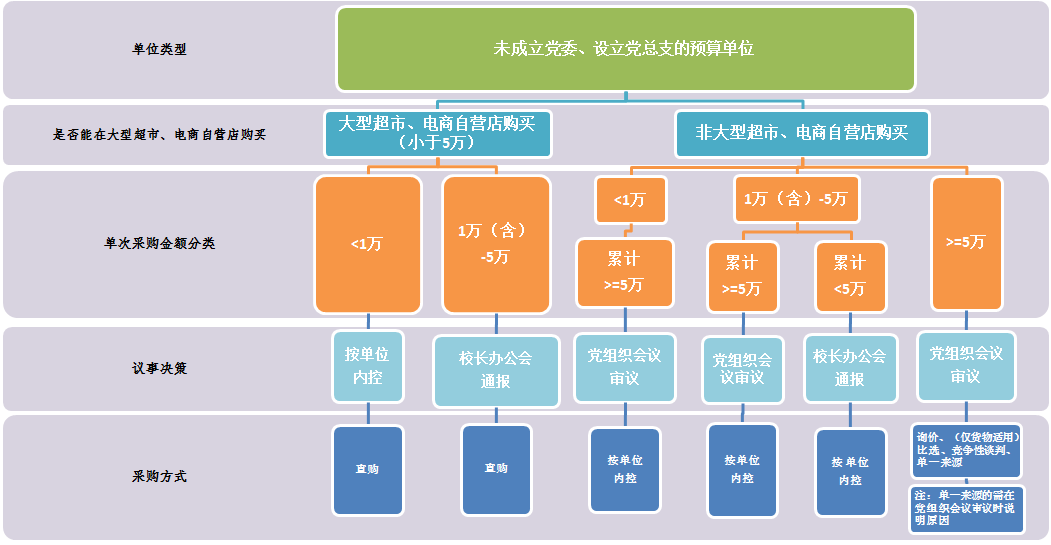 单位类型
未成立党委、设立党总支的预算单位
是否能在大型超市、电商自营店购买
大型超市、电商自营店购买
（小于5万）
非大型超市、电商自营店购买
单次采购金额分类
<1万
1万（含）
-5万
<1万
累计
>=5万
1万（含）-5万
累计
>=5万
累计
<5万
>=5万
议事决策
按单位
内控
校长办公会
通报
党组织会议
审议
党组织会
议审议
校长办公会
通报
党组织会议
审议
采购方式
直购
直购
按单位
内控
按单位
内控
按单位
内控
询价、（仅货物适用）
比选、竞争性谈判、
单一来源
注：单一来源的需在
党组织会议审议时说
明原因